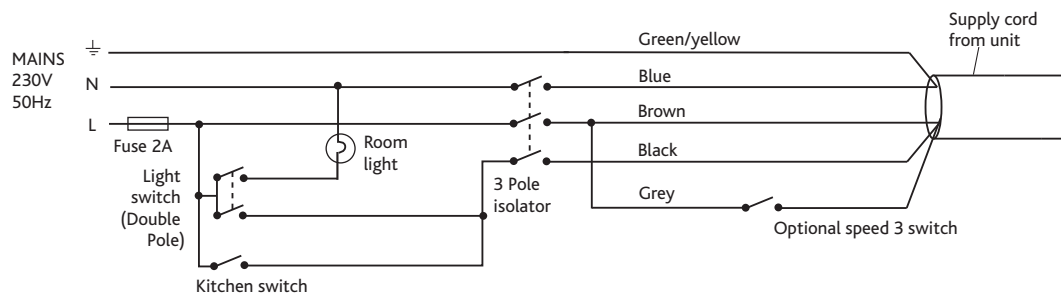 Supply cord
from unit
MAINS
230V
50Hz
Green/yellow
N
Blue
L
Brown
Fuse 2A
Room
light
Black
Light
switch
(Double
Pole)
3 Pole
isolator
Grey
Optional speed 3 switch
Kitchen switch